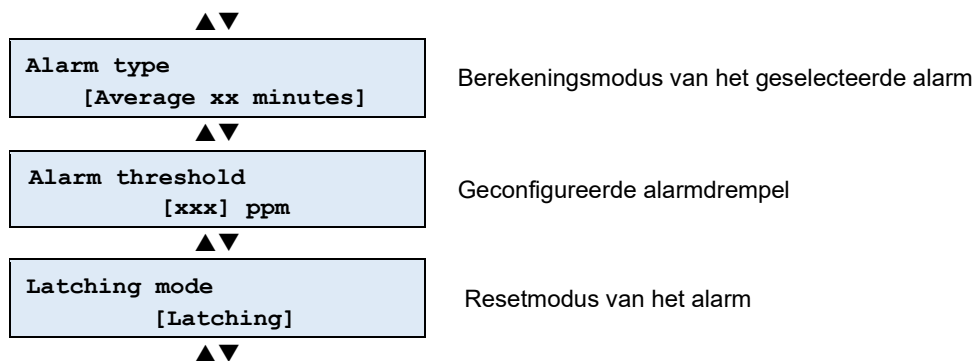 ▲▼
Alarm type
[Average xx minutes]
Berekeningsmodus van het geselecteerde alarm
▲▼
Alarm threshold
[xxx] ppm
Geconfigureerde alarmdrempel
▲▼
Latching mode
[Latching]
Resetmodus van het alarm
▲▼